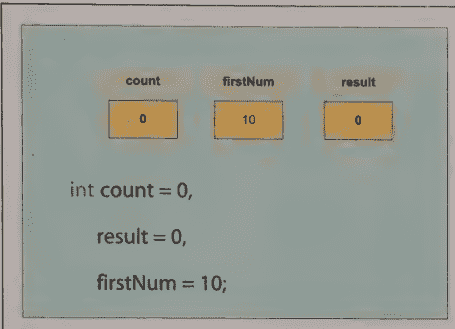 count firstNum result
0 10 0
int count = 0,
result = 0,
firstNum = 10;